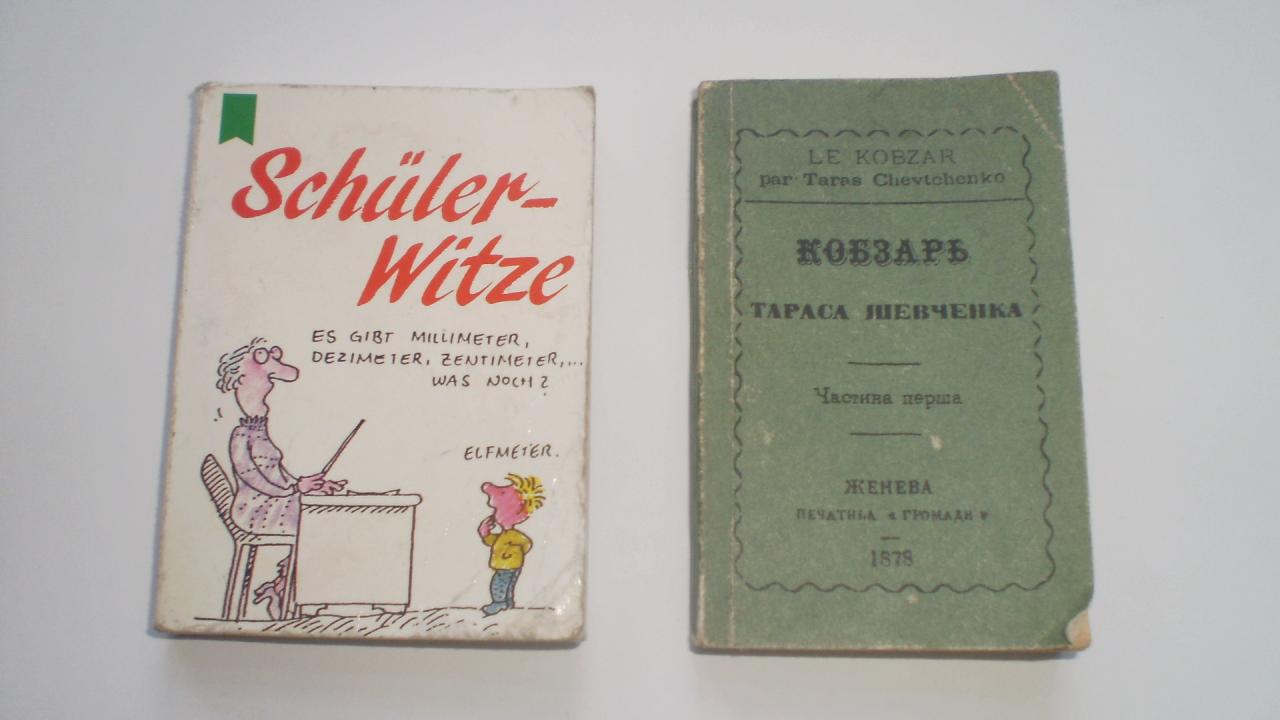 Schüler-
Witze
ES GIBT MILLIMETER,
DEZIMETER, ZENTIMETER,...
WAS NOCH?
ELFMETER.
LE KOBZAR
par Taras Chevtchenko
КОБЗАРЬ
ТАРАСА ШЕВЧЕНКА
Частина перша
ЖЕНЕВА
ПЕЧАТНЬА « ГРОМАДИ »
1878